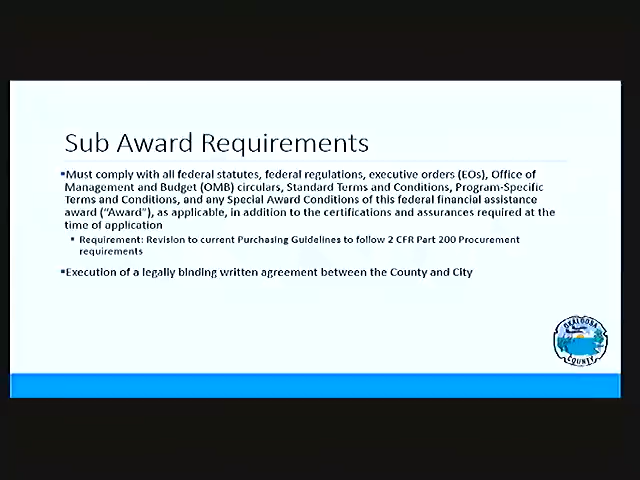 Sub Award Requirements
▪Must comply with all federal statutes, federal regulations, executive orders (EOs), Office of
Management and Budget (OMB) circulars, Standard Terms and Conditions, Program-Specific
Terms and Conditions, and any Special Award Conditions of this federal financial assistance
award (“Award”), as applicable, in addition to the certifications and assurances required at the
time of application
▪ Requirement: Revision to current Purchasing Guidelines to follow 2 CFR Part 200 Procurement
requirements
▪Execution of a legally binding written agreement between the County and City
OKALOOSA
COUNTY